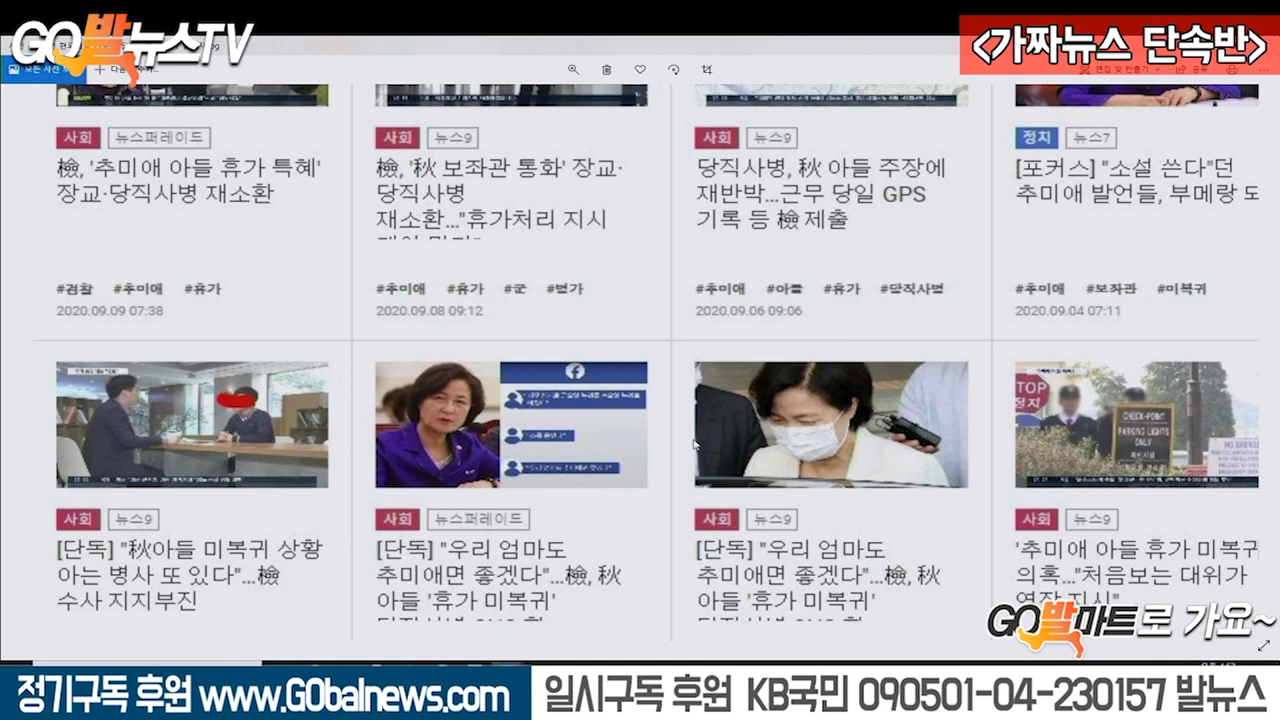 GO발뉴스TV
<가짜뉴스 단속반>
사회 뉴스퍼레이드
檢, '추미애 아들 휴가 특혜'
장교·당직사병 재소환
#검찰 #추미애 #휴가
2020.09.09 07:38
사회 뉴스9
檢, '秋 보좌관 통화' 장교·
당직사병
재소환…"휴가처리 지시
#추미애 #휴가 #군 #병가
2020.09.08 09:12
사회 뉴스9
당직사병, 秋 아들 주장에
재반박…근무 당일 GPS
기록 등 檢 제출
#추미애 #아들 #휴가 #당직사병
2020.09.06 09:06
정치 뉴스7
[포커스] "소설 쓴다"던
추미애 발언들, 부메랑 되
#추미애 #보좌관 #미복귀
2020.09.04 07:11
사회 뉴스9
[단독] "秋아들 미복귀 상황
아는 병사 또 있다"…檢
수사 지지부진
사회 뉴스퍼레이드
[단독] "우리 엄마도
추미애면 좋겠다"…檢, 秋
아들 '휴가 미복귀'
사회 뉴스9
[단독] "우리 엄마도
추미애면 좋겠다"…檢, 秋
아들 '휴가 미복귀'
STOP
정지
CHECK-POINT
PARKING LIGHTS
ONLY
사회 뉴스9
'추미애 아들 휴가 미복귀
의혹…"처음보는 대위가
연장 지시"
GO발마트로 가요~
정기구독 후원 www.GObalnews.com
일시구독 후원 KB국민 090501-04-230157 발뉴스